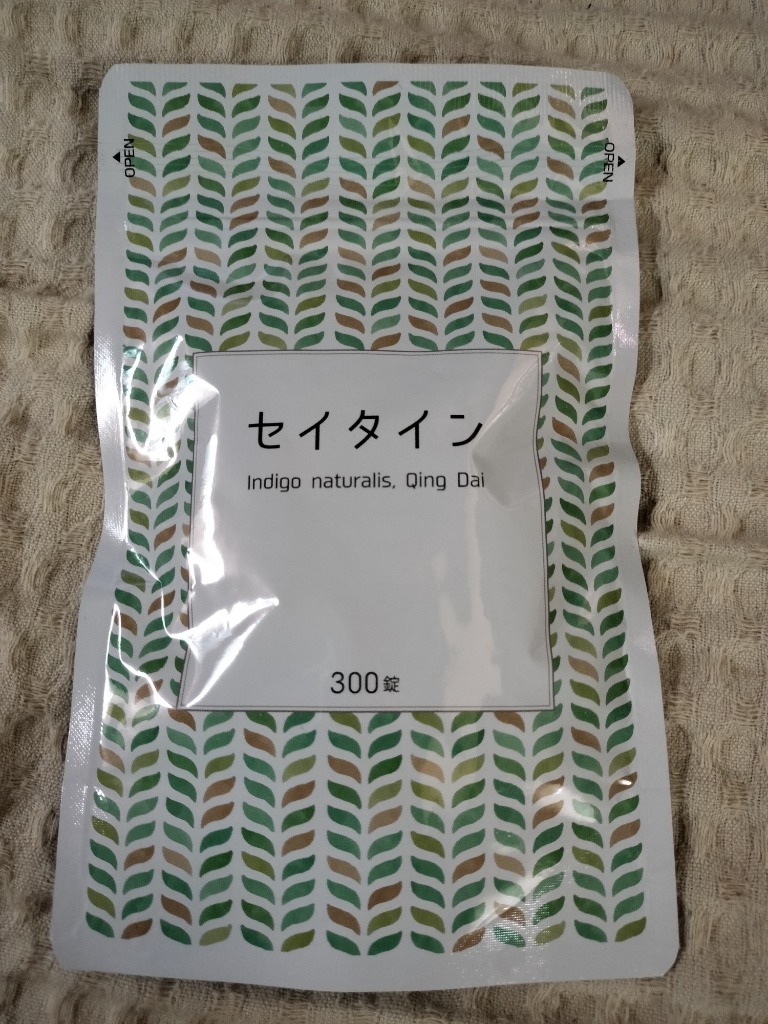 OPEN
OPEN
セイタイン
Indigo naturalis, Qing Dai
300錠